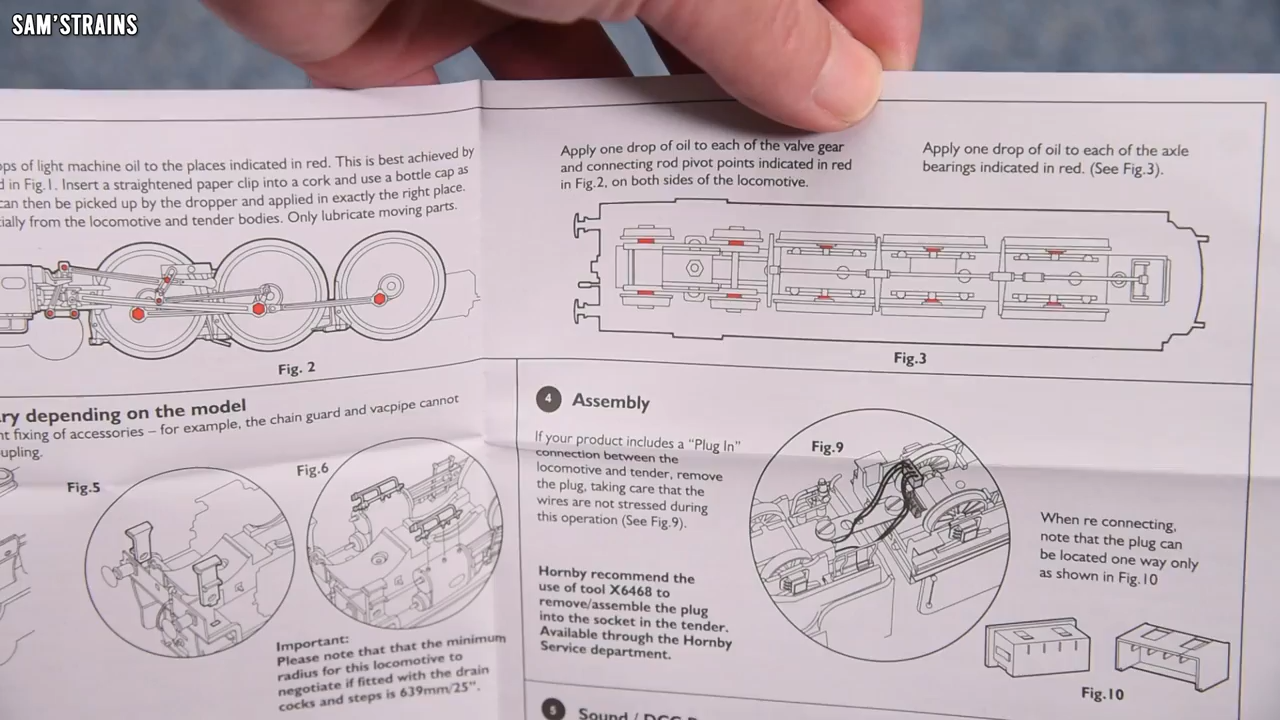 SAM'STRAINS
of light machine oil to the places indicated in red. This is best achieved by
in Fig.1. Insert a straightened paper clip into a cork and use a bottle cap as
can then be picked up by the dropper and applied in exactly the right place.
from the locomotive and tender bodies. Only lubricate moving parts.
Fig. 2
Apply one drop of oil to each of the valve gear
and connecting rod pivot points indicated in red
in Fig.2, on both sides of the locomotive.
Apply one drop of oil to each of the axle
bearings indicated in red. (See Fig.3).
Fig.3
depending on the model
fixing of accessories – for example, the chain guard and vacpipe cannot
Fig.5
Fig.6
Important:
Please note that that the minimum
radius for this locomotive to
negotiate if fitted with the drain
cocks and steps is 639mm/25".
4 Assembly
If your product includes a "Plug In"
connection between the
locomotive and tender, remove
the plug, taking care that the
wires are not stressed during
this operation (See Fig.9).
Hornby recommend the
use of tool X6468 to
remove/assemble the plug
into the socket in the tender.
Available through the Hornby
Service department.
Fig.9
When re connecting,
note that the plug can
be located one way only
as shown in Fig.10
Fig.10
5 Sound / DCC